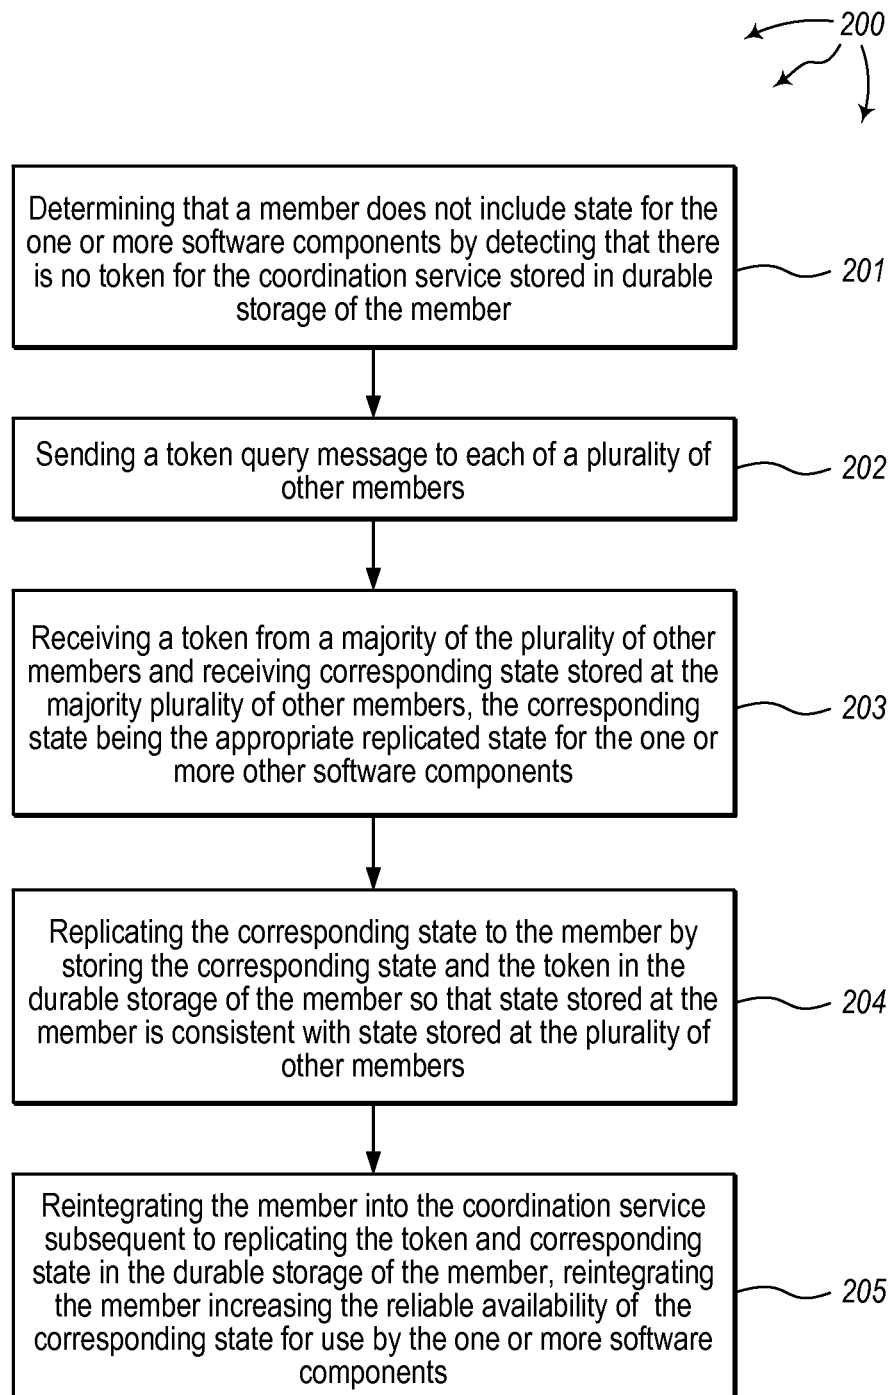 200
Determining that a member does not include state for the
one or more software components by detecting that there
is no token for the coordination service stored in durable
storage of the member
201
Sending a token query message to each of a plurality of
other members
202
Receiving a token from a majority of the plurality of other
members and receiving corresponding state stored at the
majority plurality of other members, the corresponding
state being the appropriate replicated state for the one or
more other software components
203
Replicating the corresponding state to the member by
storing the corresponding state and the token in the
durable storage of the member so that state stored at the
member is consistent with state stored at the plurality of
other members
204
Reintegrating the member into the coordination service
subsequent to replicating the token and corresponding
state in the durable storage of the member, reintegrating
the member increasing the reliable availability of the
corresponding state for use by the one or more software
components
205